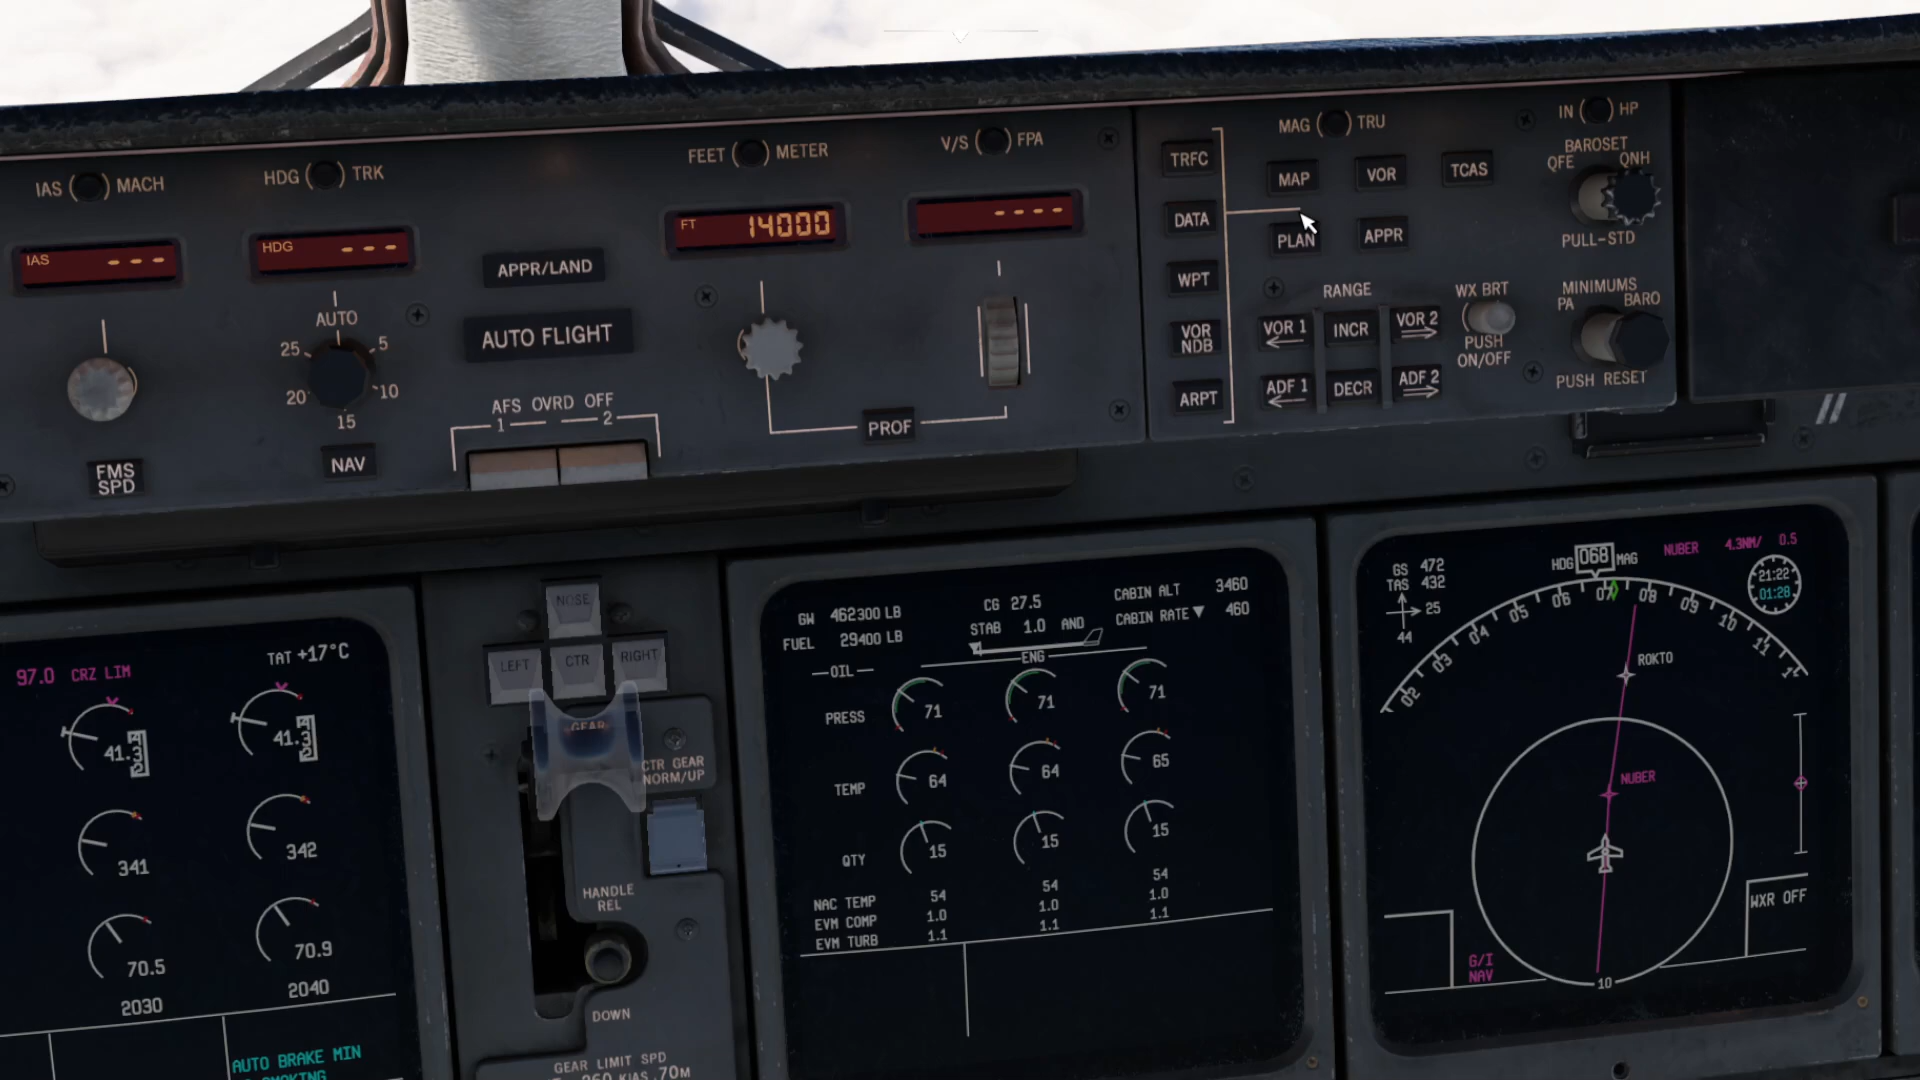 IAS MACH
IAS ---
FMS
SPD
HDG TRK
HDG ---
AUTO
25 5
20 10
15
NAV
APPR/LAND
AUTO FLIGHT
AFS OVRD OFF
1 2
FEET METER
FT 14000
V/S FPA
----
PROF
TRFC
DATA
WPT
VOR
NDB
ARPT
MAG TRU
MAP VOR TCAS
PLAN APPR
RANGE
VOR 1 INCR VOR 2
ADF 1 DECR ADF 2
WX BRT
PUSH
ON/OFF
IN HP
BAROSET
QFE QNH
PULL-STD
MINIMUMS
PA BARO
PUSH RESET
97.0 CRZ LIM
TAT +17°C
341 342
70.5 70.9
2030 2040
AUTO BRAKE MIN
NOSE
LEFT CTR RIGHT
GEAR
CTR GEAR
NORM/UP
HANDLE
REL
DOWN
GEAR LIMIT SPD
GW 462300 LB
FUEL 29400 LB
CG 27.5
STAB 1.0 AND
CABIN ALT 3460
CABIN RATE▼ 460
—OIL— ENG
PRESS 71 71 71
TEMP 64 64 65
QTY 15 15 15
NAC TEMP 54 54 54
EVM COMP 1.0 1.0 1.0
EVM TURB 1.1 1.1 1.1
GS 472
TAS 432
25
44
HDG 068 MAG
NUBER 4.3NM/ 0.5
21:22
01:28
02 03 04 05 06 07 08 09 10 11 12
ROKTO
NUBER
WXR OFF
G/I
NAV
10